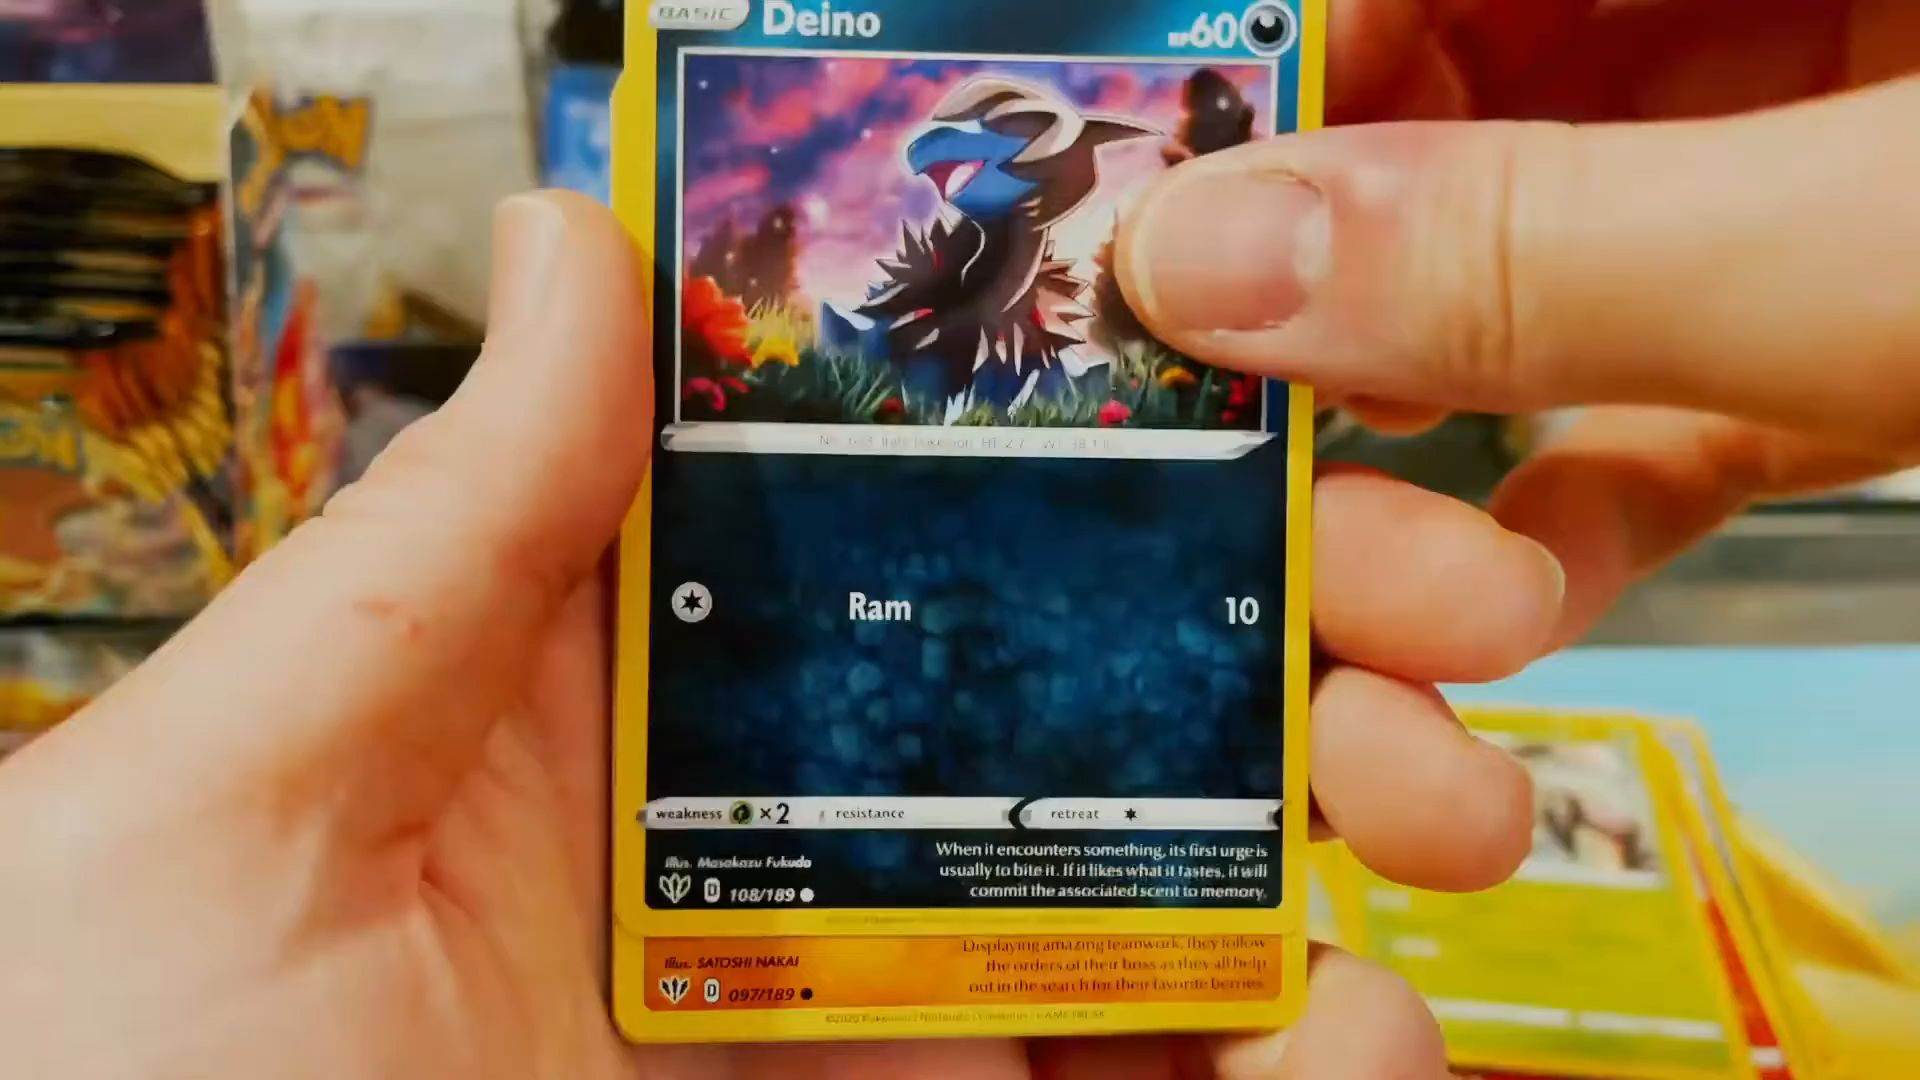 BASIC
Deino
HP60
Ram
10
weakness ×2
resistance
retreat
When it encounters something, its first urge is
usually to bite it. If it likes what it tastes, it will
commit the associated scent to memory.
Illus. Masakazu Fukuda
D 108/189
Displaying amazing teamwork, they follow
the orders of their boss as they all help
out in the search for their favorite berries.
Illus. SATOSHI NAKAI
D 097/189